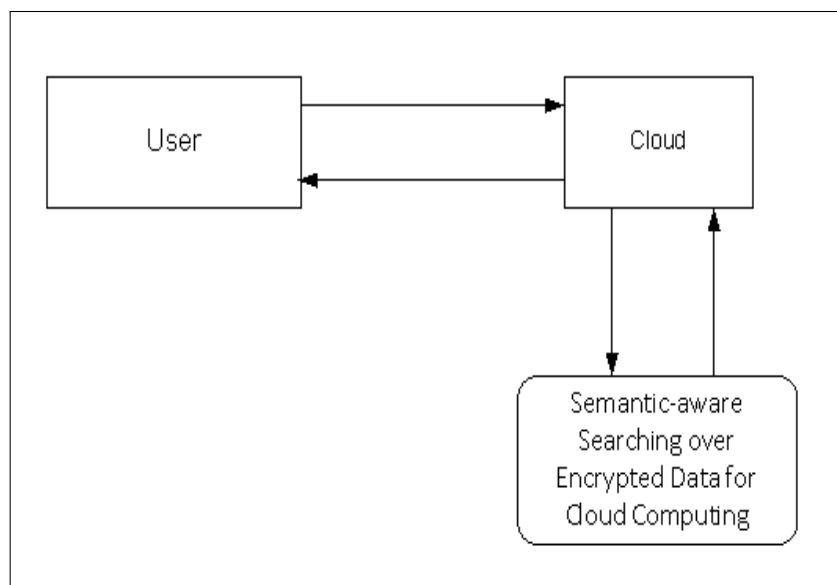 User
Cloud
Semantic-aware
Searching over
Encrypted Data for
Cloud Computing